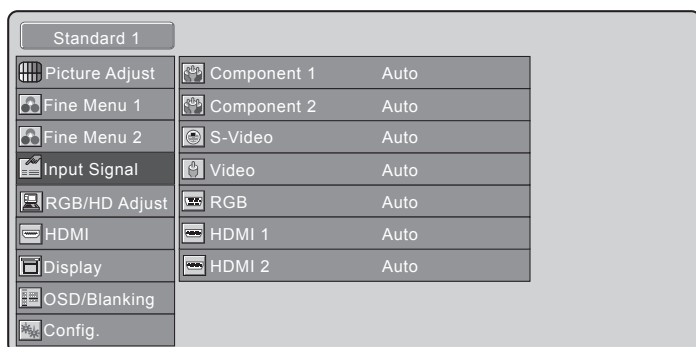 Standard 1
Picture Adjust
Fine Menu 1
Fine Menu 2
Input Signal
RGB/HD Adjust
HDMI
Display
OSD/Blanking
Config.
Component 1 Auto
Component 2 Auto
S-Video Auto
Video Auto
RGB Auto
HDMI 1 Auto
HDMI 2 Auto